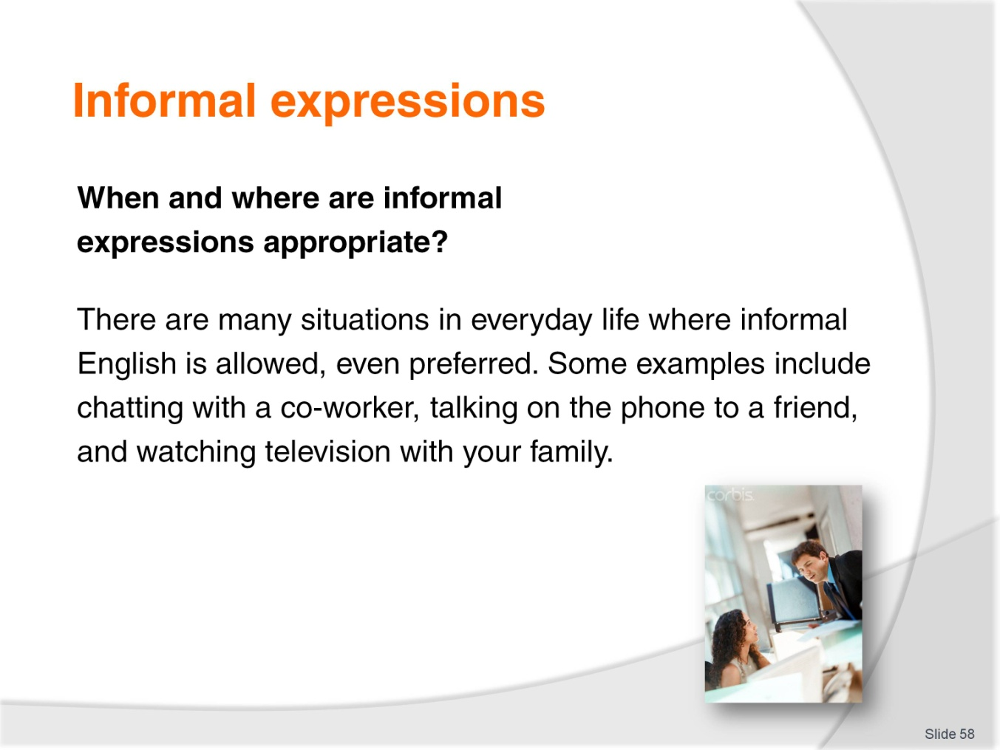 Informal expressions
When and where are informal
expressions appropriate?
There are many situations in everyday life where informal
English is allowed, even preferred. Some examples include
chatting with a co-worker, talking on the phone to a friend,
and watching television with your family.
corbis.
Slide 58